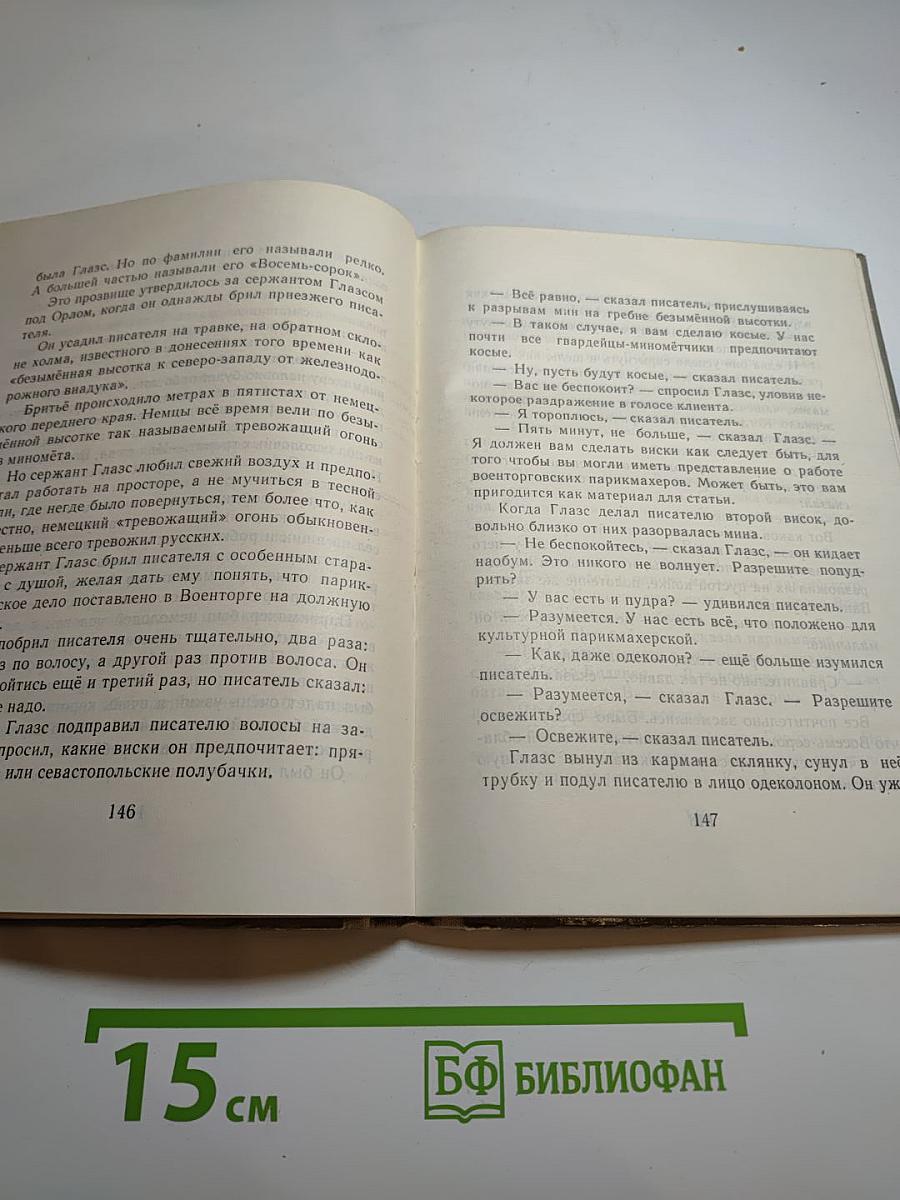 была Глазс. Но по фамилии его называли редко.
А большей частью называли его «Восемь-сорок».
Это прозвище утвердилось за сержантом Глазсом
под Орлом, когда он однажды брил приезжего писа-
теля.
Он усадил писателя на травке, на обратном скло-
не холма, известного в донесениях того времени как
«безымённая высотка к северо-западу от железнодо-
рожного виадука».
Бритьё происходило метрах в пятистах от немец-
кого переднего края. Немцы всё время вели по безы-
мённой высотке так называемый тревожащий огонь
из миномёта.
Но сержант Глазс любил свежий воздух и предпо-
тал работать на просторе, а не мучиться в тесной
ли, где негде было повернуться, тем более что, как
естно, немецкий «тревожащий» огонь обыкновен-
еньше всего тревожил русских.
ержант Глазс брил писателя с особенным стара-
с душой, желая дать ему понять, что парик-
ское дело поставлено в Военторге на должную
побрил писателя очень тщательно, два раза:
з по волосу, а другой раз против волоса. Он
ойтись ещё и третий раз, но писатель сказал:
е надо.
Глазс подправил писателю волосы на за-
просил, какие виски он предпочитает: пря-
или севастопольские полубачки.
146
— Всё равно, — сказал писатель, прислушиваясь
к разрывам мин на гребне безымённой высотки.
— В таком случае, я вам сделаю косые. У нас
почти все гвардейцы-миномётчики предпочитают
косые.
— Ну, пусть будут косые, — сказал писатель.
— Вас не беспокоит? — спросил Глазс, уловив не-
которое раздражение в голосе клиента.
— Я тороплюсь, — сказал писатель.
— Пять минут, не больше, — сказал Глазс. —
Я должен вам сделать виски как следует быть, для
того чтобы вы могли иметь представление о работе
военторговских парикмахеров. Может быть, это вам
пригодится как материал для статьи.
Когда Глазс делал писателю второй висок, до-
вольно близко от них разорвалась мина.
— Не беспокойтесь, — сказал Глазс, — он кидает
наобум. Это никого не волнует. Разрешите попуд-
рить?
— У вас есть и пудра? — удивился писатель.
— Разумеется. У нас есть всё, что положено для
культурной парикмахерской.
— Как, даже одеколон? — ещё больше изумился
писатель.
— Разумеется, — сказал Глазс. — Разрешите
освежить?
— Освежите, — сказал писатель.
Глазс вынул из кармана склянку, сунул в неё
трубку и подул писателю в лицо одеколоном. Он уж
147
15 см
БФ БИБЛИОФАН